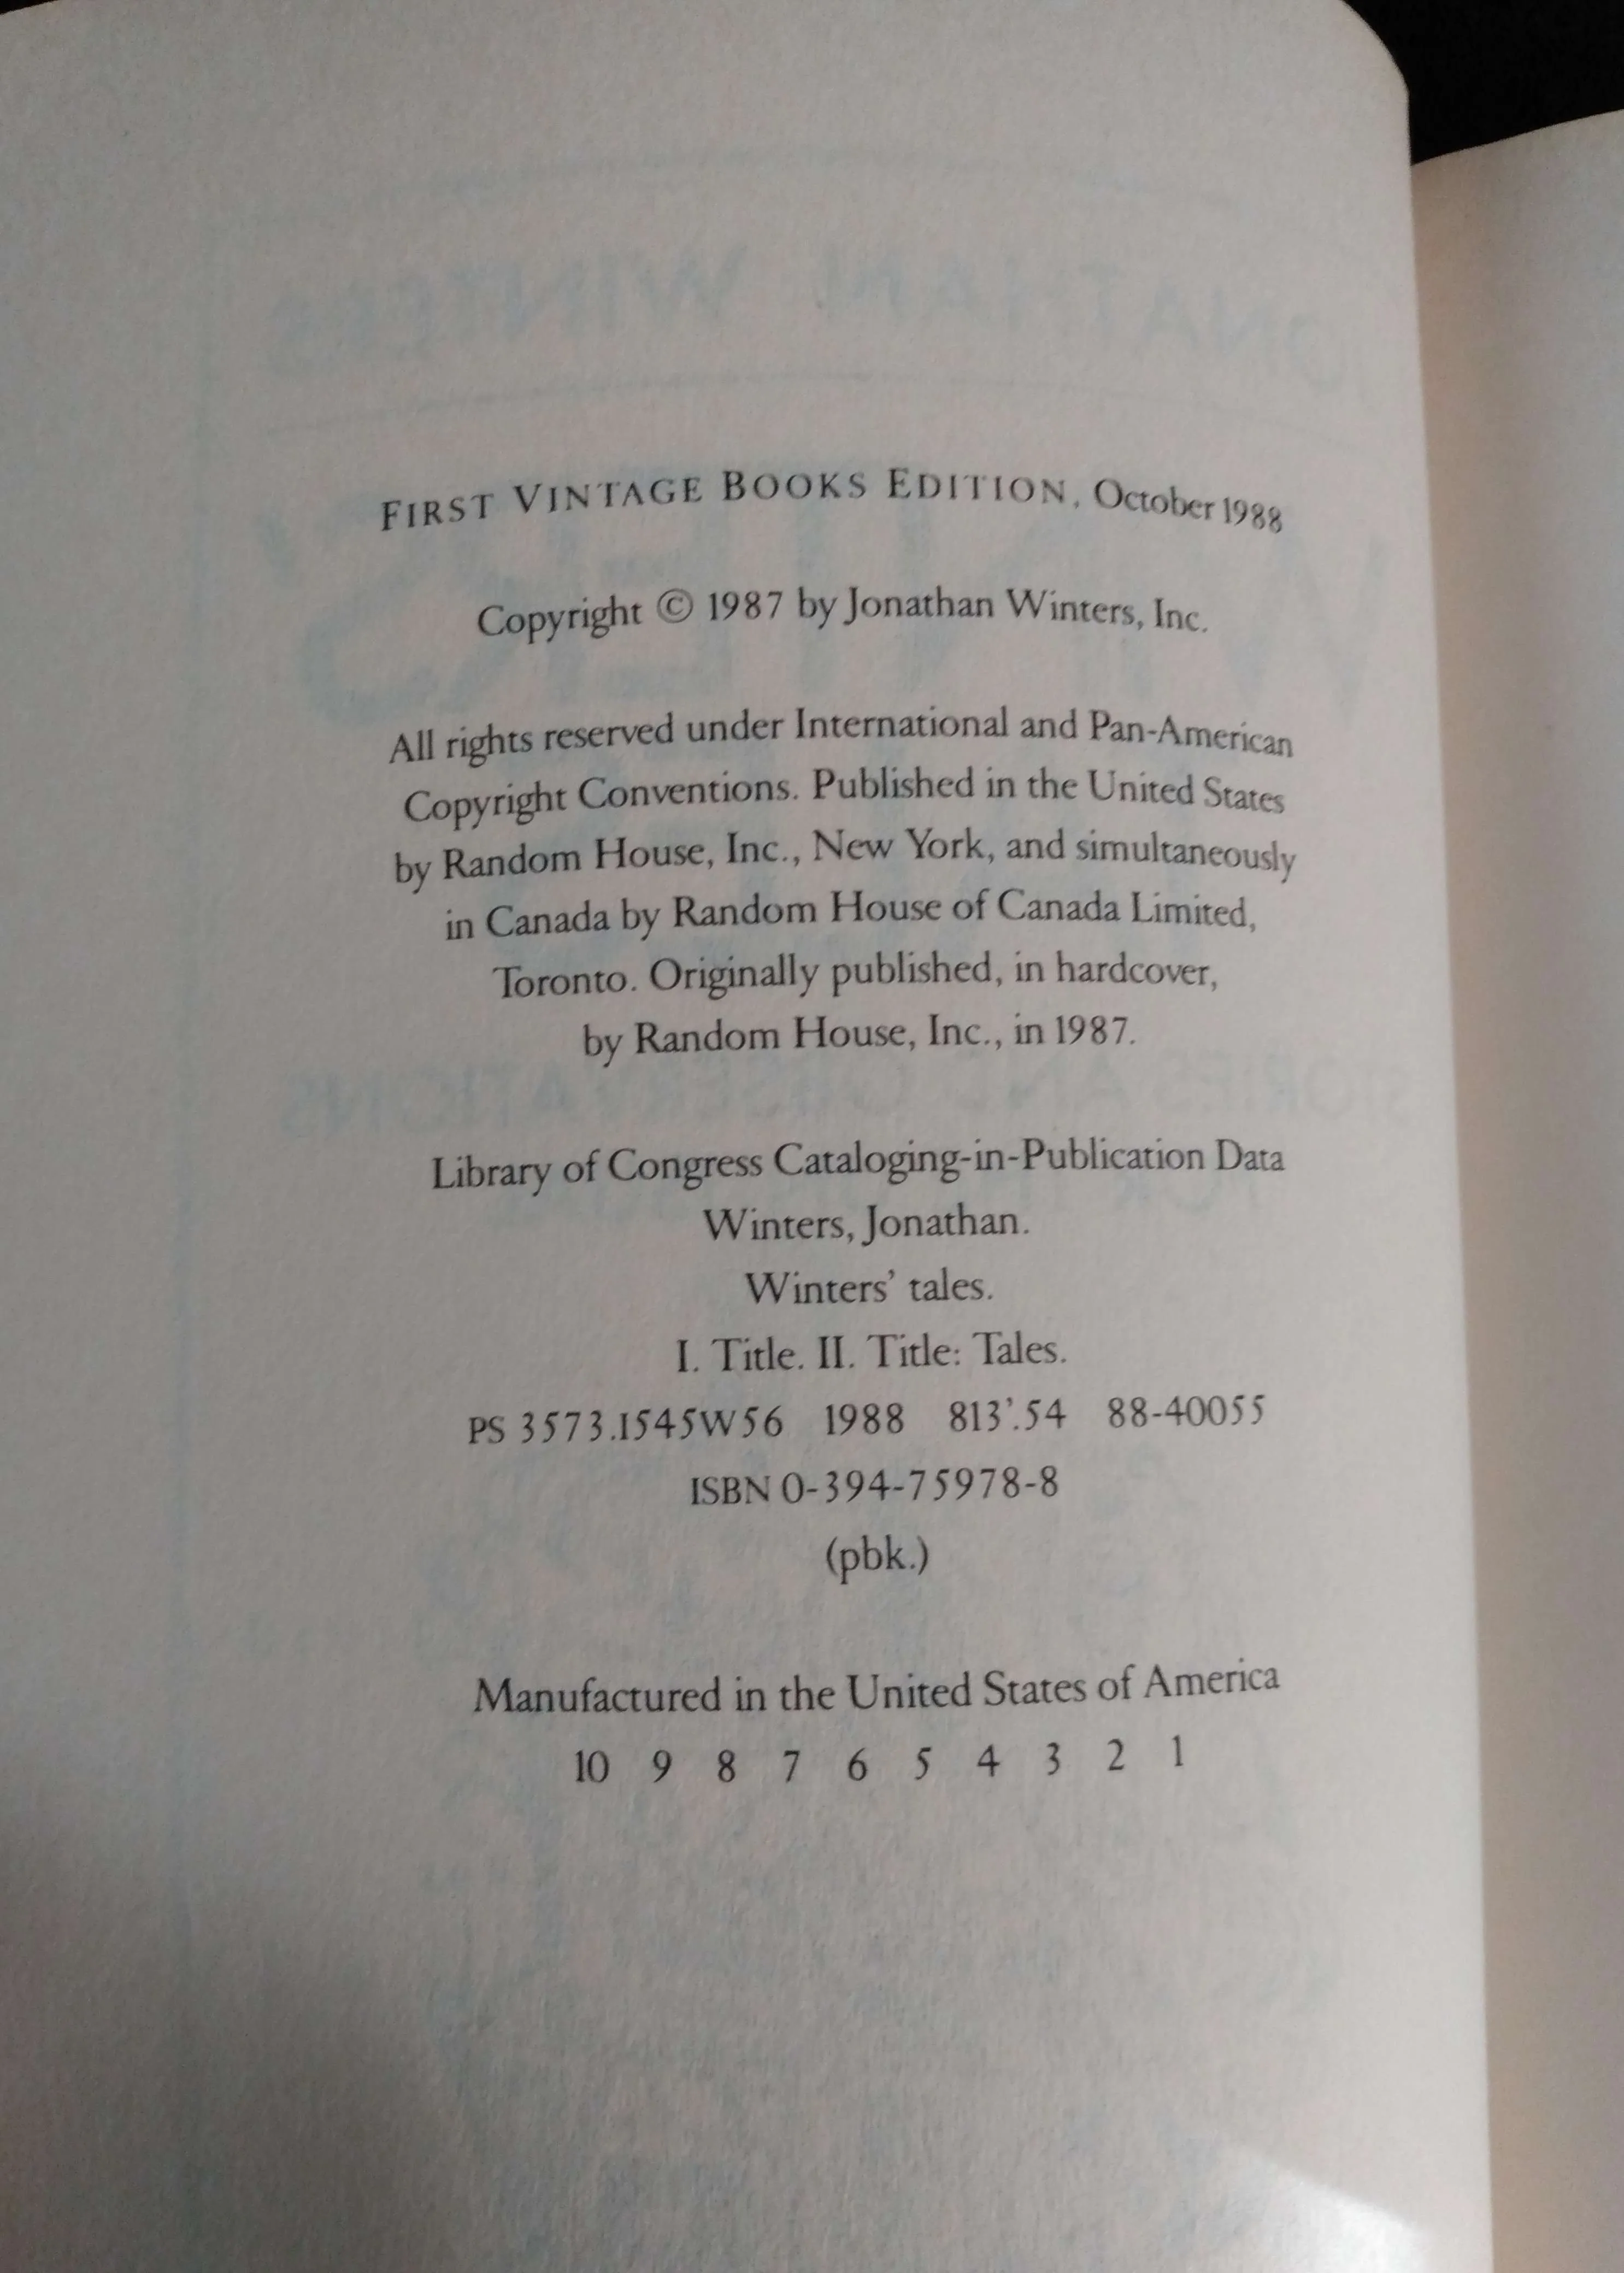 FIRST VINTAGE BOOKS EDITION, October 1988
Copyright © 1987 by Jonathan Winters, Inc.
All rights reserved under International and Pan-American
Copyright Conventions. Published in the United States
by Random House, Inc., New York, and simultaneously
in Canada by Random House of Canada Limited,
Toronto. Originally published, in hardcover,
by Random House, Inc., in 1987.
Library of Congress Cataloging-in-Publication Data
Winters, Jonathan.
Winters' tales.
I. Title. II. Title: Tales.
PS 3573.I545W56 1988 813'.54 88-40055
ISBN 0-394-75978-8
(pbk.)
Manufactured in the United States of America
10 9 8 7 6 5 4 3 2 1